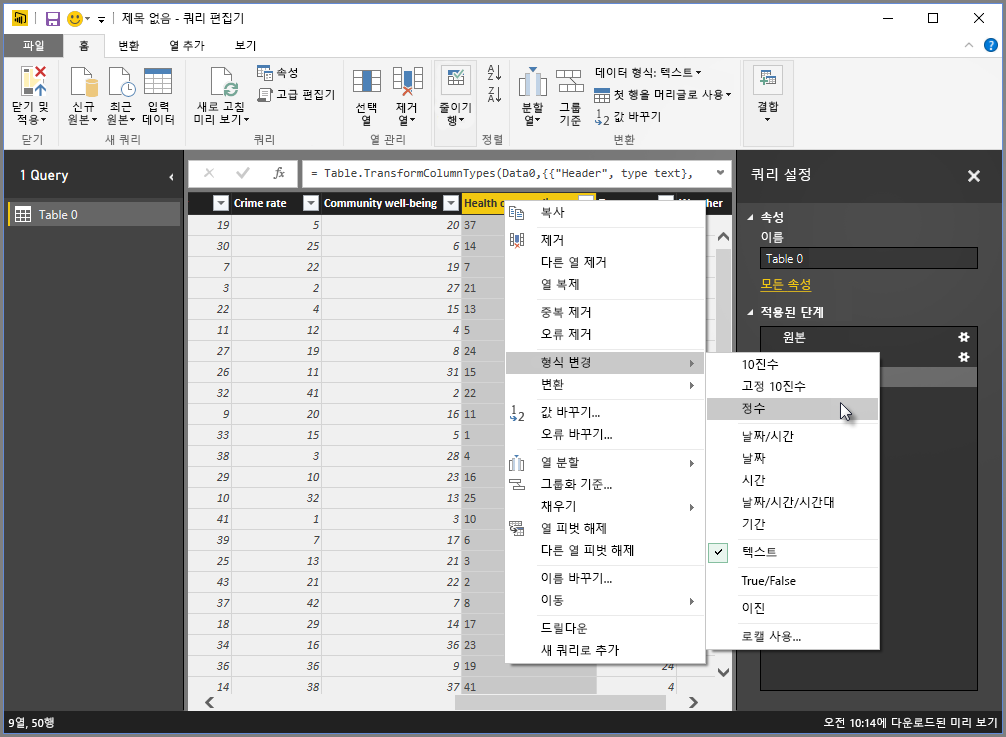 제목 없음 - 쿼리 편집기
파일 홈 변환 열 추가 보기
닫기 및 적용
신규 원본
최근 원본
입력 데이터
새로 고침 미리 보기
속성
고급 편집기
선택 열
제거 열
줄이기 행
분할 열
그룹 기준
데이터 형식: 텍스트
첫 행을 머리글로 사용
값 바꾸기
결합
닫기 새 쿼리 쿼리 열 관리 정렬 변환
1 Query
Table 0
= Table.TransformColumnTypes(Data0,{{"Header", type text},
Crime rate Community well-being Health c
19 5 20 37
30 25 6 14
7 22 19 7
3 2 27 21
22 4 15 13
11 12 4 5
27 19 8 24
26 11 31 15
32 41 2 22
9 20 16 11
33 15 5 1
38 3 28 4
29 10 23 16
10 32 13 25
41 1 3 10
39 7 17 6
25 13 21 3
43 21 22 2
37 42 7 8
18 29 14 17
34 16 36 23
36 36 9 19 24
14 38 37 41 4
복사
제거
다른 열 제거
열 복제
중복 제거
오류 제거
형식 변경
변환
값 바꾸기...
오류 바꾸기...
열 분할
그룹화 기준...
채우기
열 피벗 해제
다른 열 피벗 해제
이름 바꾸기...
이동
드릴다운
새 쿼리로 추가
10진수
고정 10진수
정수
날짜/시간
날짜
시간
날짜/시간/시간대
기간
텍스트
True/False
이진
로캘 사용...
쿼리 설정
속성
이름
Table 0
모든 속성
적용된 단계
원본
9열, 50행
오전 10:14에 다운로드된 미리 보기